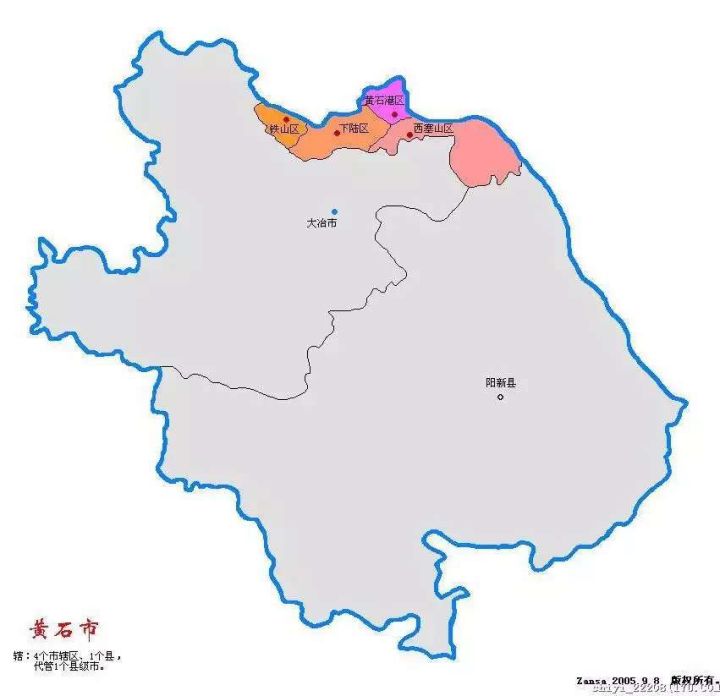 黄石港区
铁山区
下陆区
西塞山区
大冶市
阳新县
黄石市
辖：4个市辖区、1个县，
代管1个县级市。
Zansa,2005.9.8. 版权所有.